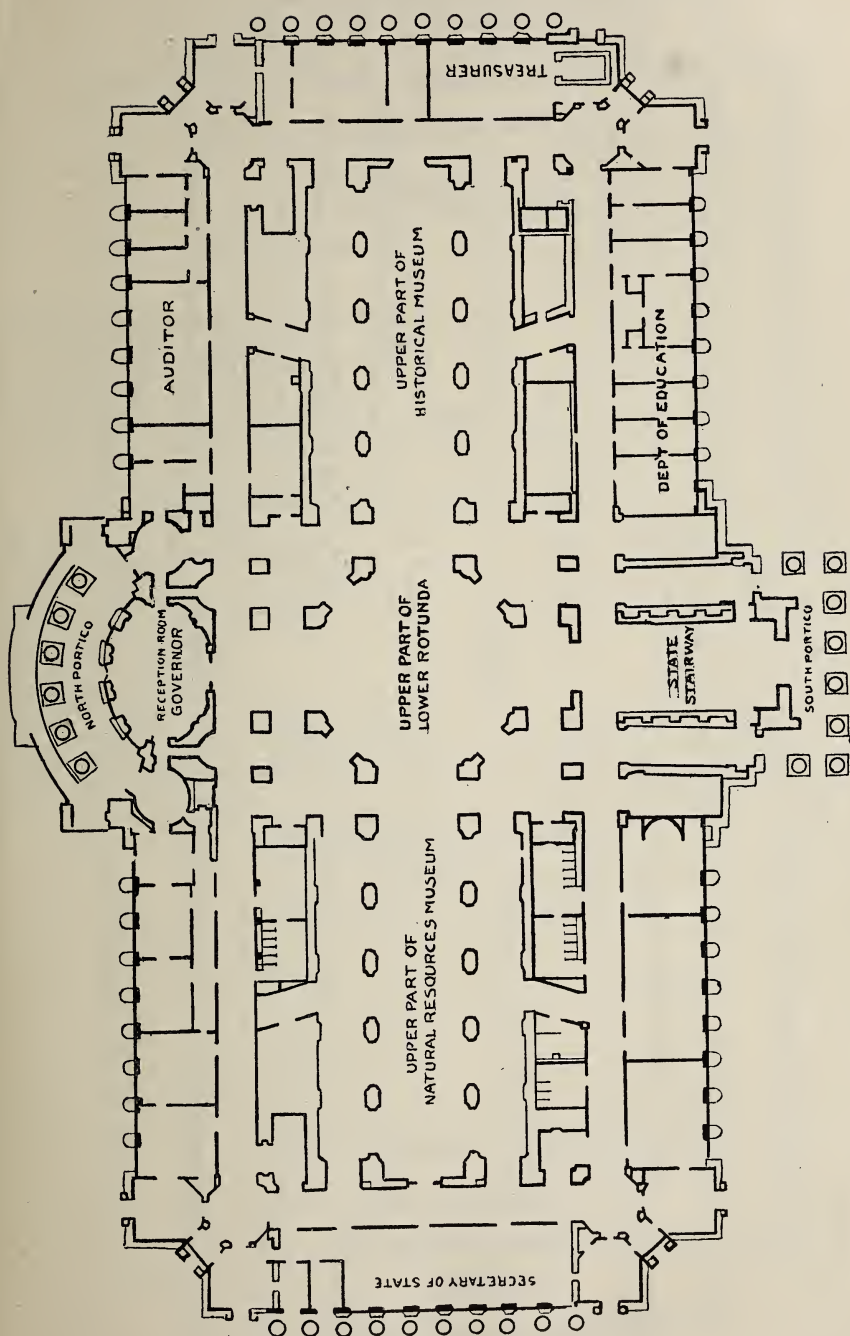 TREASURER
AUDITOR
UPPER PART OF
HISTORICAL MUSEUM
DEPT OF EDUCATION
NORTH PORTICO
RECEPTION ROOM
GOVERNOR
UPPER PART OF
LOWER ROTUNDA
STATE
STAIRWAY
SOUTH PORTICO
UPPER PART OF
NATURAL RESOURCES MUSEUM
SECRETARY OF STATE